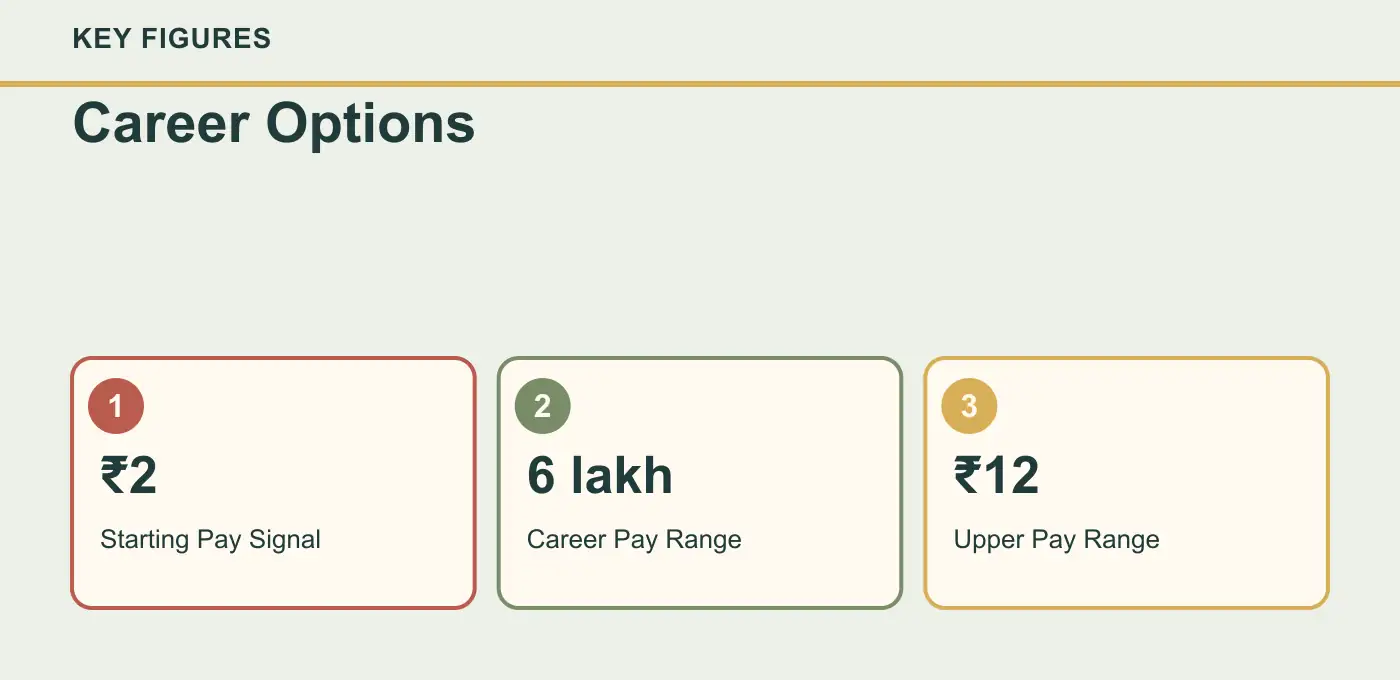 KEY FIGURES
Career Options
1
₹2
Starting Pay Signal
2
6 lakh
Career Pay Range
3
₹12
Upper Pay Range